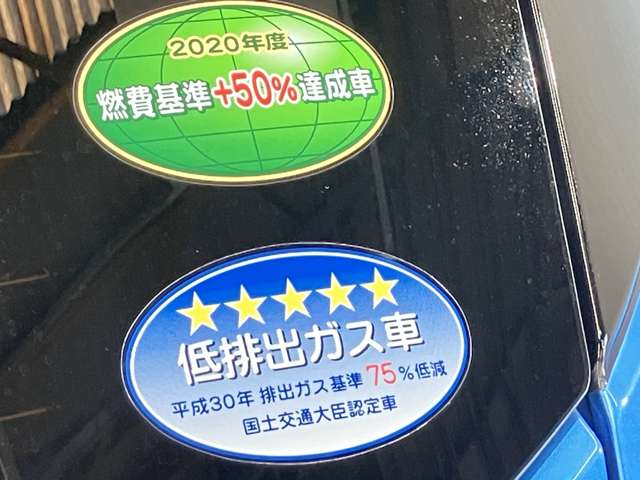 2020年度
燃費基準+50%達成車
低排出ガス車
平成30年 排出ガス基準 75%低減
国土交通大臣認定車